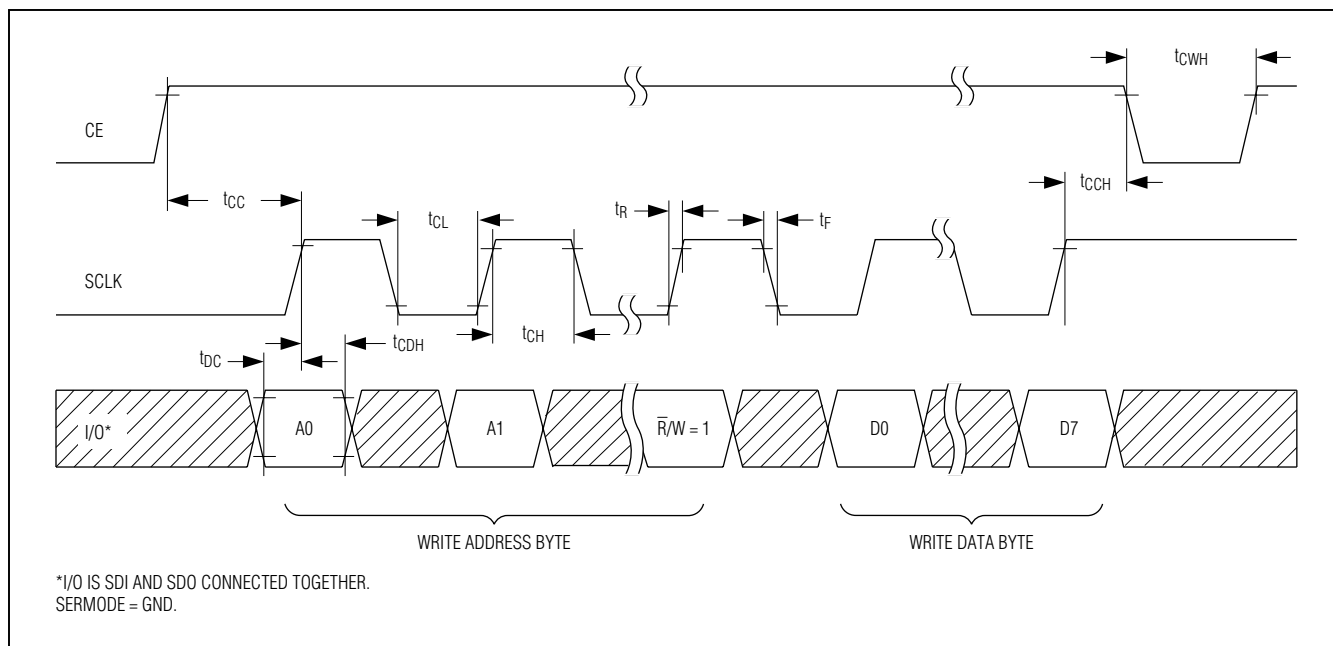 tCWH
CE
tCCH
tCC
tCL
tR
tF
SCLK
tCH
tDC
tCDH
I/O*
A0
A1
R̅/W = 1
D0
D7
WRITE ADDRESS BYTE
WRITE DATA BYTE
*I/O IS SDI AND SDO CONNECTED TOGETHER.
SERMODE = GND.